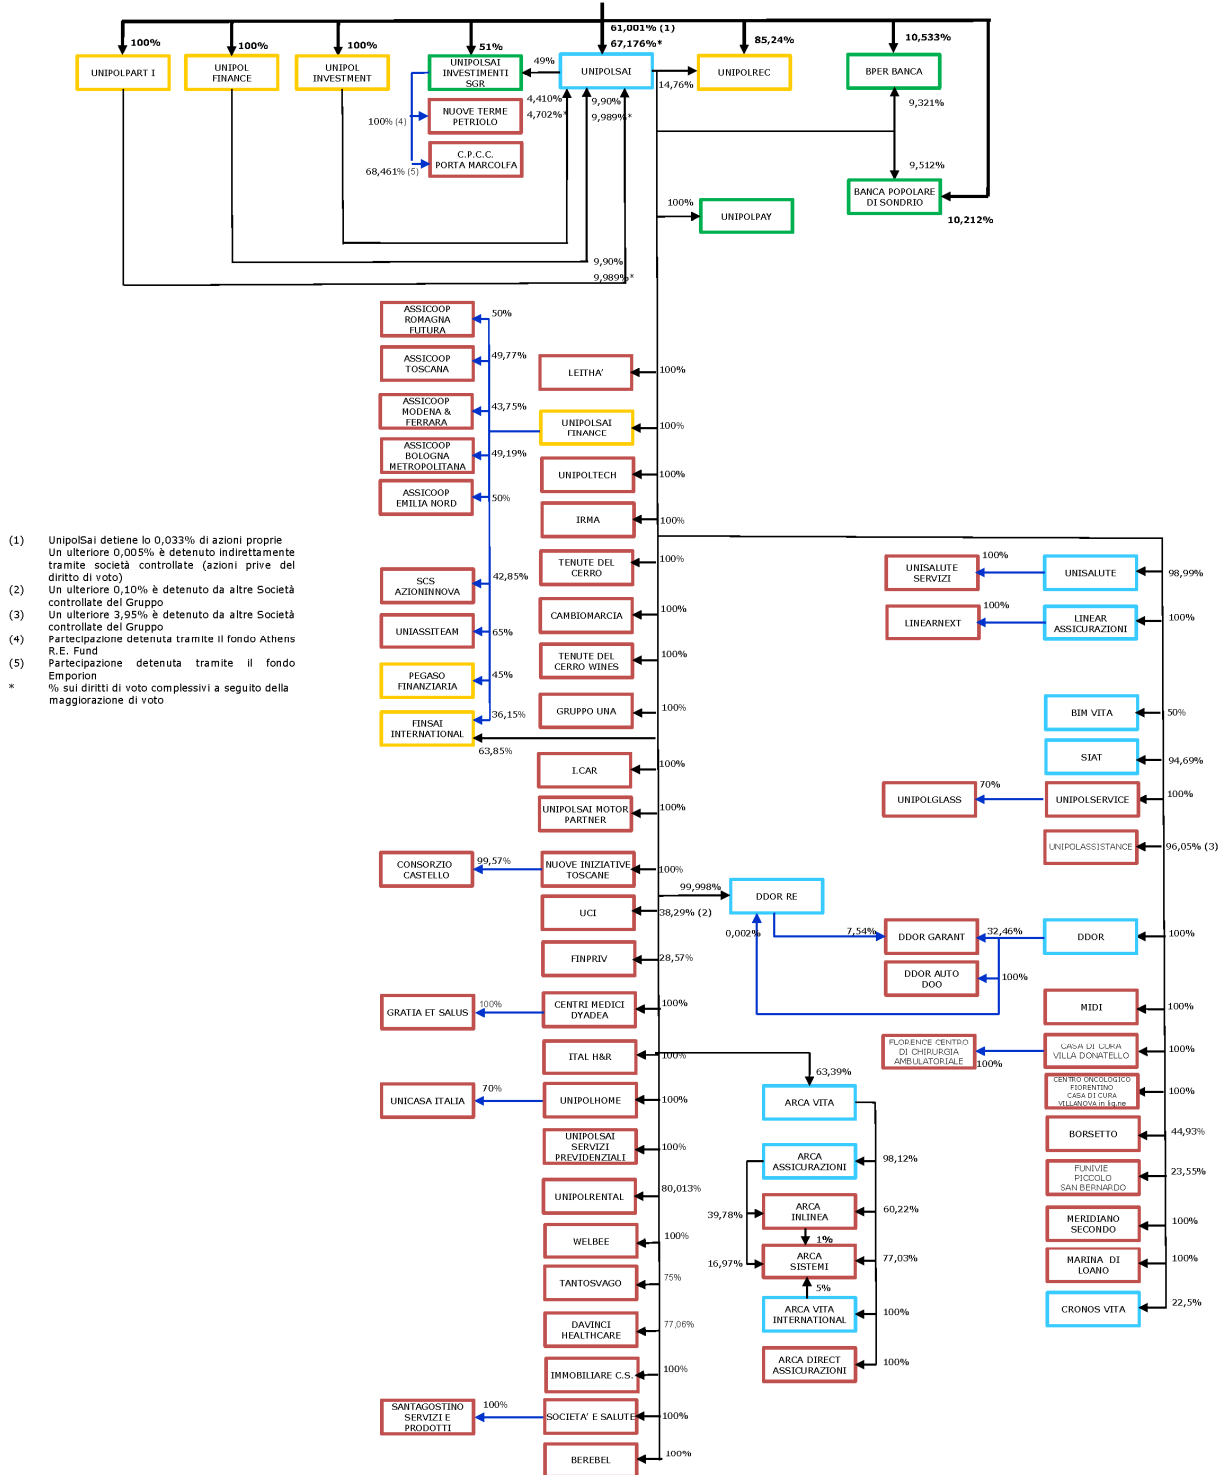 61,001% (1)
67,176%*
100%
100%
100%
51%
85,24%
10,533%
UNIPOLPART I
UNIPOL
FINANCE
UNIPOL
INVESTMENT
UNIPOLSAI
INVESTIMENTI
SGR
49%
UNIPOLSAI
14,76%
UNIPOLREC
BPER BANCA
4,410%
4,702%*
9,90%
9,989%*
9,321%
100% (4)
NUOVE TERME
PETRIOLO
68,461% (5)
C.P.C.C.
PORTA MARCOLFA
9,512%
BANCA POPOLARE
DI SONDRIO
10,212%
100%
UNIPOLPAY
9,90%
9,989%*
ASSICOOP
ROMAGNA
FUTURA
50%
ASSICOOP
TOSCANA
49,77%
LEITHA'
100%
ASSICOOP
MODENA &
FERRARA
43,75%
UNIPOLSAI
FINANCE
100%
ASSICOOP
BOLOGNA
METROPOLITANA
49,19%
UNIPOLTECH
100%
ASSICOOP
EMILIA NORD
50%
IRMA
100%
(1) UnipolSai detiene lo 0,033% di azioni proprie
Un ulteriore 0,005% è detenuto indirettamente
tramite società controllate (azioni prive del
diritto di voto)
(2) Un ulteriore 0,10% è detenuto da altre Società
controllate del Gruppo
(3) Un ulteriore 3,95% è detenuto da altre Società
controllate del Gruppo
(4) Partecipazione detenuta tramite il fondo Athens
R.E. Fund
(5) Partecipazione detenuta tramite il fondo
Emporion
* % sui diritti di voto complessivi a seguito della
maggiorazione di voto
SCS
AZIONINNOVA
42,85%
TENUTE DEL
CERRO
100%
UNISALUTE
SERVIZI
100%
UNISALUTE
98,99%
UNIASSITEAM
65%
CAMBIOMARCIA
100%
LINEARNEXT
100%
LINEAR
ASSICURAZIONI
100%
PEGASO
FINANZIARIA
45%
TENUTE DEL
CERRO WINES
100%
FINSAI
INTERNATIONAL
36,15%
63,85%
GRUPPO UNA
100%
BIM VITA
50%
I.CAR
100%
SIAT
94,69%
UNIPOLSAI MOTOR
PARTNER
100%
UNIPOLGLASS
70%
UNIPOLSERVICE
100%
UNIPOLASSISTANCE
96,05% (3)
CONSORZIO
CASTELLO
99,57%
NUOVE INIZIATIVE
TOSCANE
100%
99,998%
DDOR RE
UCI
38,29% (2)
0,002%
7,54%
DDOR GARANT
32,46%
DDOR
100%
FINPRIV
28,57%
DDOR AUTO
DOO
100%
GRATIA ET SALUS
100%
CENTRI MEDICI
DYADEA
100%
MIDI
100%
ITAL H&R
100%
63,39%
FLORENCE CENTRO
DI CHIRURGIA
AMBULATORIALE
100%
CASA DI CURA
VILLA DONATELLO
100%
UNICASA ITALIA
70%
UNIPOLHOME
100%
ARCA VITA
CENTRO ONCOLOGICO
FIORENTINO
CASA DI CURA
VILLANOVA in liq.ne
100%
UNIPOLSAI
SERVIZI
PREVIDENZIALI
100%
ARCA
ASSICURAZIONI
98,12%
BORSETTO
44,93%
UNIPOLRENTAL
80,013%
FUNIVIE
PICCOLO
SAN BERNARDO
23,55%
39,78%
ARCA
INLINEA
60,22%
MERIDIANO
SECONDO
100%
WELBEE
100%
1%
16,97%
ARCA
SISTEMI
77,03%
MARINA DI
LOANO
100%
TANTOSVAGO
75%
5%
ARCA VITA
INTERNATIONAL
100%
CRONOS VITA
22,5%
DAVINCI
HEALTHCARE
77,06%
ARCA DIRECT
ASSICURAZIONI
100%
IMMOBILIARE C.S.
100%
SANTAGOSTINO
SERVIZI E
PRODOTTI
100%
SOCIETA' E SALUTE
100%
BEREBEL
100%